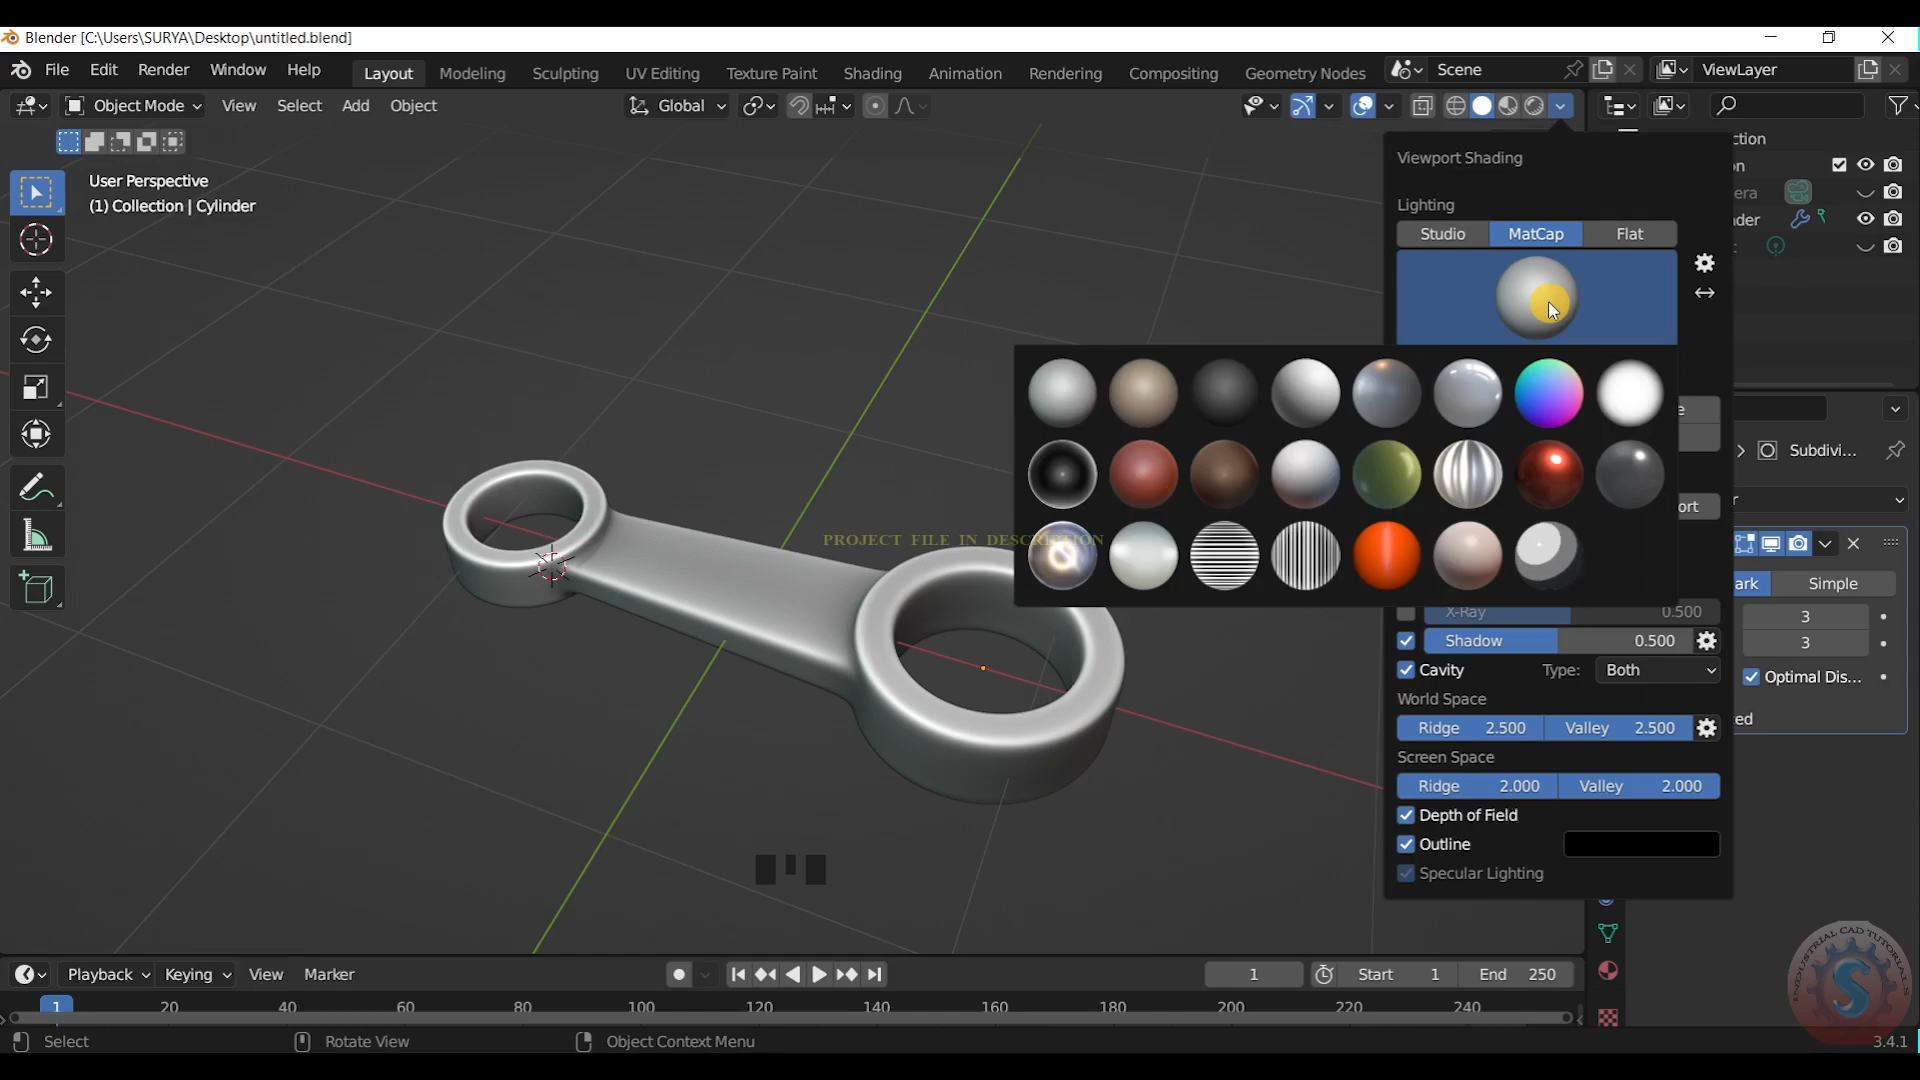 Blender [C:\Users\SURYA\Desktop\untitled.blend]
File Edit Render Window Help Layout Modeling Sculpting UV Editing Texture Paint Shading Animation Rendering Compositing Geometry Nodes Scene ViewLayer
Object Mode View Select Add Object Global
User Perspective
(1) Collection | Cylinder
Viewport Shading
Lighting
Studio MatCap Flat
Subdivi...
PROJECT FILE IN DESCRIPTION
Simple
X-Ray 0.500
3
Shadow 0.500
3
Cavity Type: Both
Optimal Dis...
World Space
Ridge 2.500 Valley 2.500
Screen Space
Ridge 2.000 Valley 2.000
Depth of Field
Outline
Specular Lighting
Playback Keying View Marker 1 Start 1 End 250
1 20 40 60 80 100 120 140 160 180 200 220 240
Select Rotate View Object Context Menu 3.4.1
INDUSTRIAL CAD TUTORIALS
S